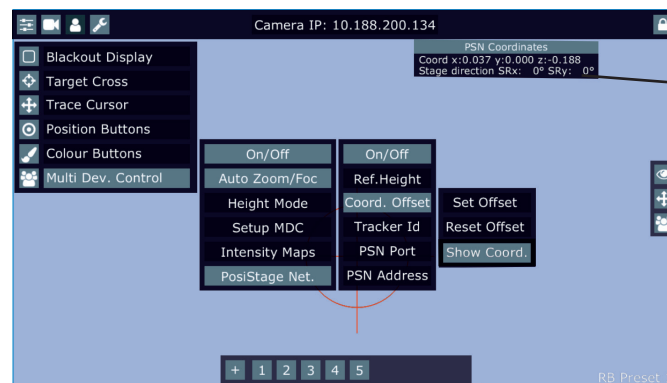 Camera IP: 10.188.200.134
PSN Coordinates
Coord x:0.037 y:0.000 z:-0.188
Stage direction SRx: 0° SRy: 0°
Blackout Display
Target Cross
Trace Cursor
Position Buttons
Colour Buttons
Multi Dev. Control
On/Off
Auto Zoom/Foc
Height Mode
Setup MDC
Intensity Maps
PosiStage Net.
On/Off
Ref.Height
Coord. Offset
Tracker Id
PSN Port
PSN Address
Set Offset
Reset Offset
Show Coord.
+ 1 2 3 4 5
RB Preset